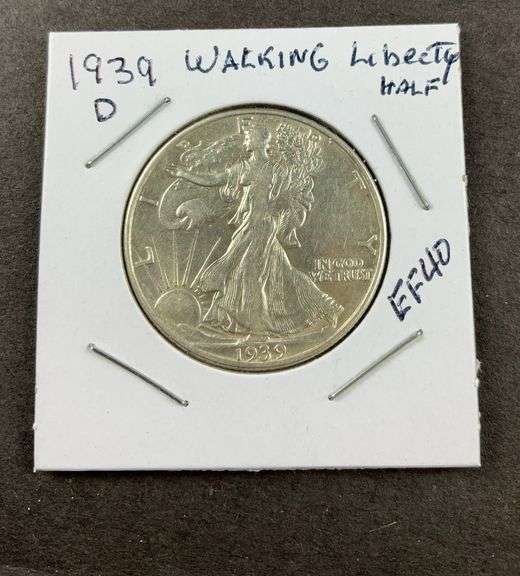 1939 WALKING Liberty
D HALF
EF40
LIBERTY
IN GOD
WE TRUST
1939